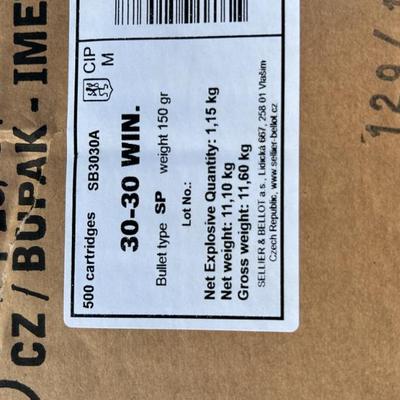 CIP
M
500 cartridges SB3030A
30-30 WIN.
Bullet type SP weight 150 gr
Lot No.:
Net Explosive Quantity: 1,15 kg
Net weight: 11,10 kg
Gross weight: 11,60 kg
SELLIER & BELLOT a.s., Lidická 667, 258 01 Vlašim
Czech Republic, www.sellier-bellot.cz
CZ / BUPAK - IME
129/1